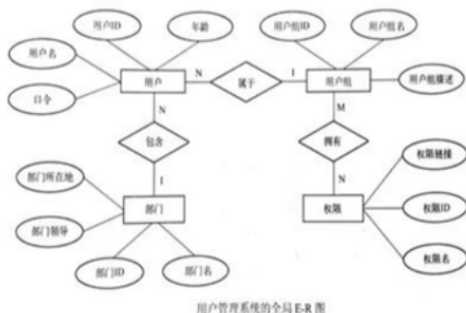 用户ID
年龄
用户组ID
用户组名
用户名
用户
N
属于
1
用户组
用户组描述
口令
N
M
包含
拥有
权限链接
部门所在地
1
N
部门
权限
权限ID
部门领导
部门ID
部门名
权限名
用户管理系统的全局 E-R 图